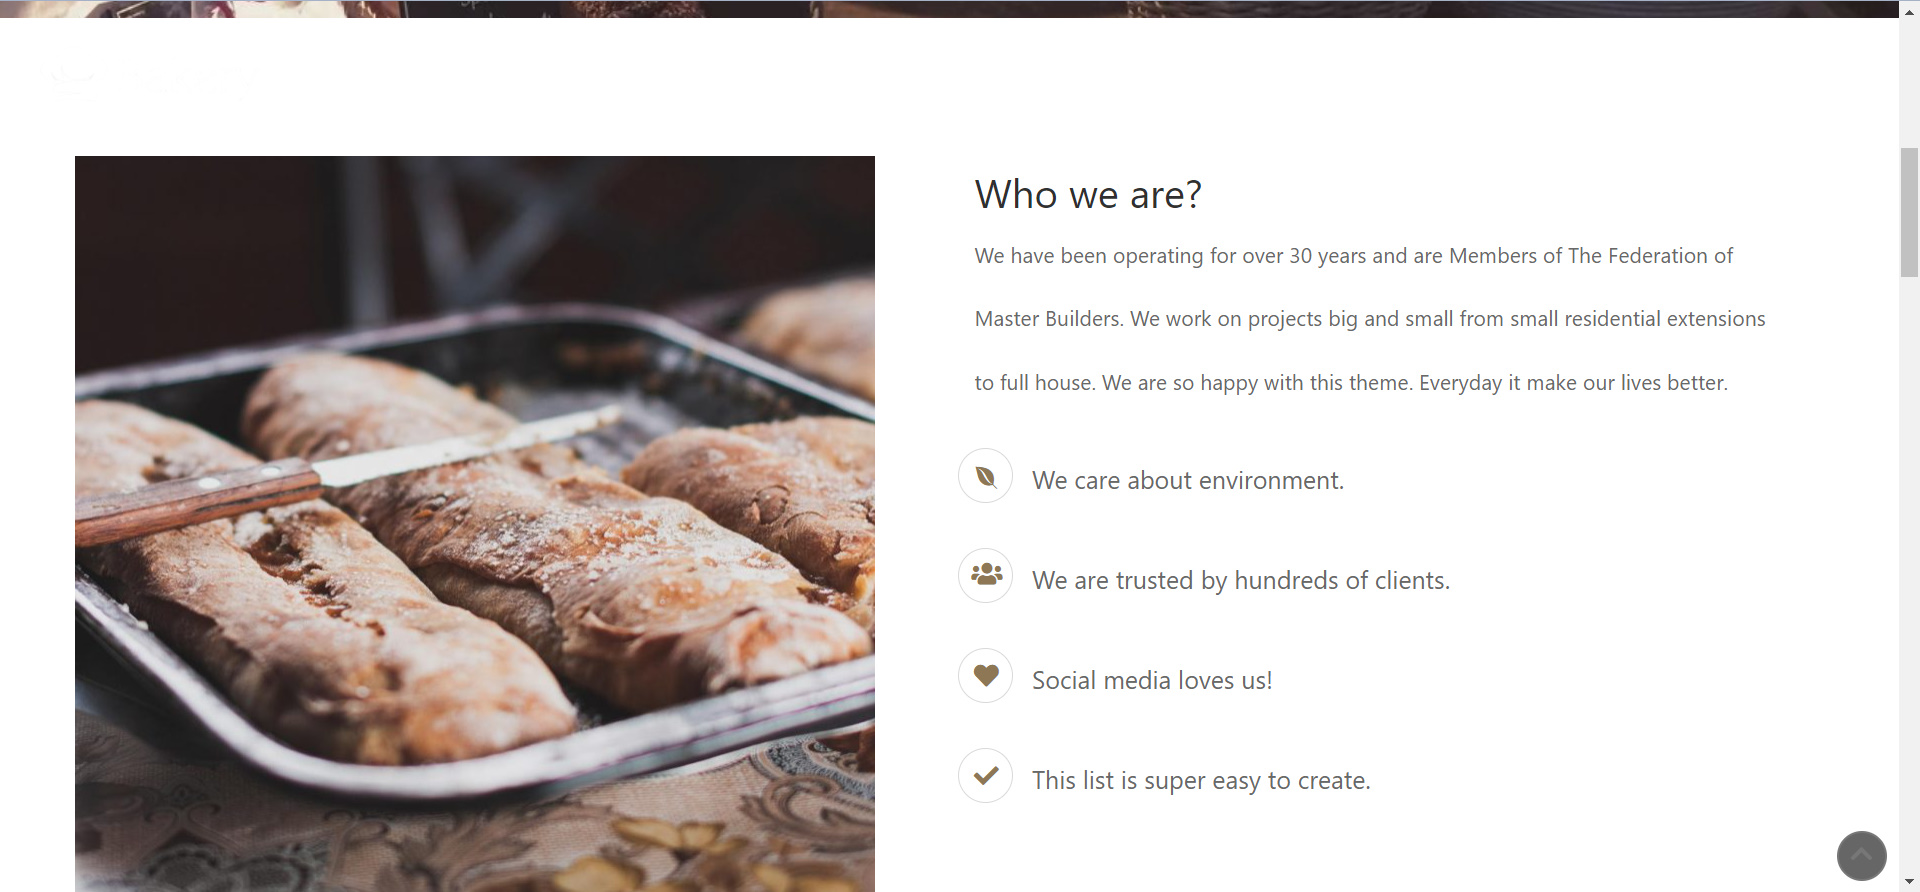 Who we are?
We have been operating for over 30 years and are Members of The Federation of
Master Builders. We work on projects big and small from small residential extensions
to full house. We are so happy with this theme. Everyday it make our lives better.
We care about environment.
We are trusted by hundreds of clients.
Social media loves us!
This list is super easy to create.